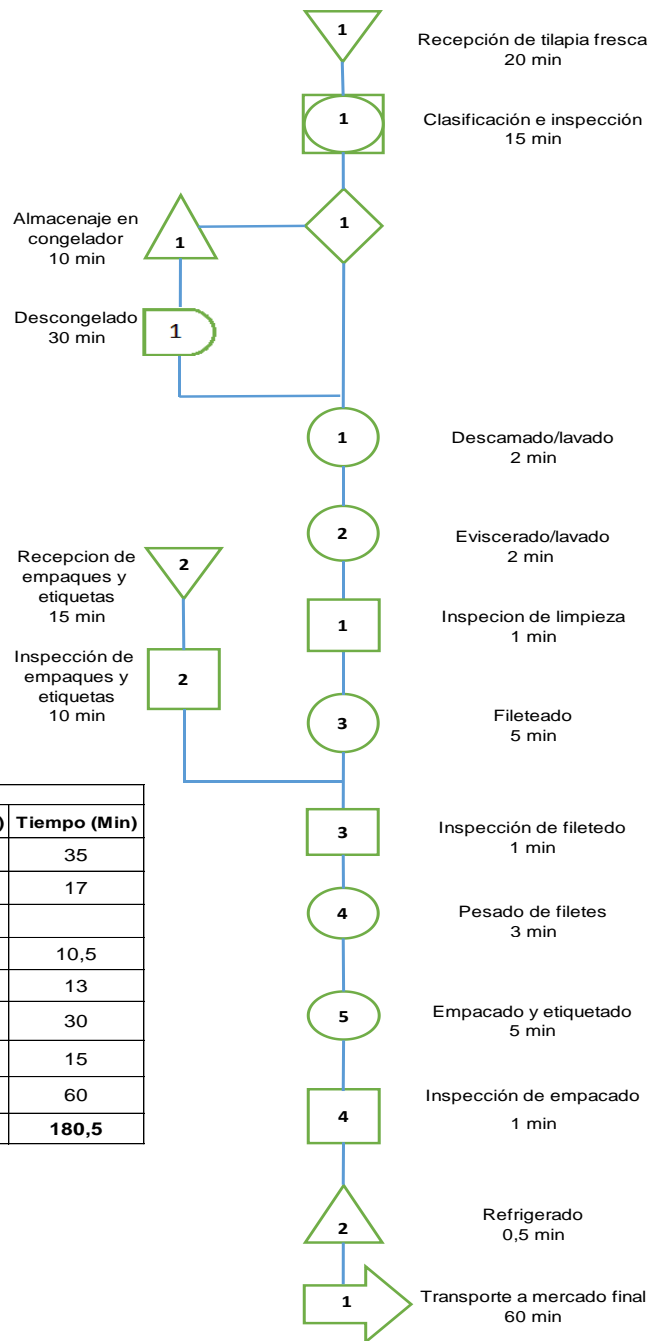 1
Recepción de tilapia fresca
20 min
1
Clasificación e inspección
15 min
1
Almacenaje en
congelador
10 min
1
Descongelado
30 min
1
1
Descamado/lavado
2 min
2
Eviscerado/lavado
2 min
Recepcion de
empaques y
etiquetas
15 min
2
1
Inspecion de limpieza
1 min
Inspección de
empaques y
etiquetas
10 min
2
3
Fileteado
5 min
) Tiempo (Min)
35
17
10,5
13
30
15
60
180,5
3
Inspección de filetedo
1 min
4
Pesado de filetes
3 min
5
Empacado y etiquetado
5 min
4
Inspección de empacado
1 min
2
Refrigerado
0,5 min
1
Transporte a mercado final
60 min